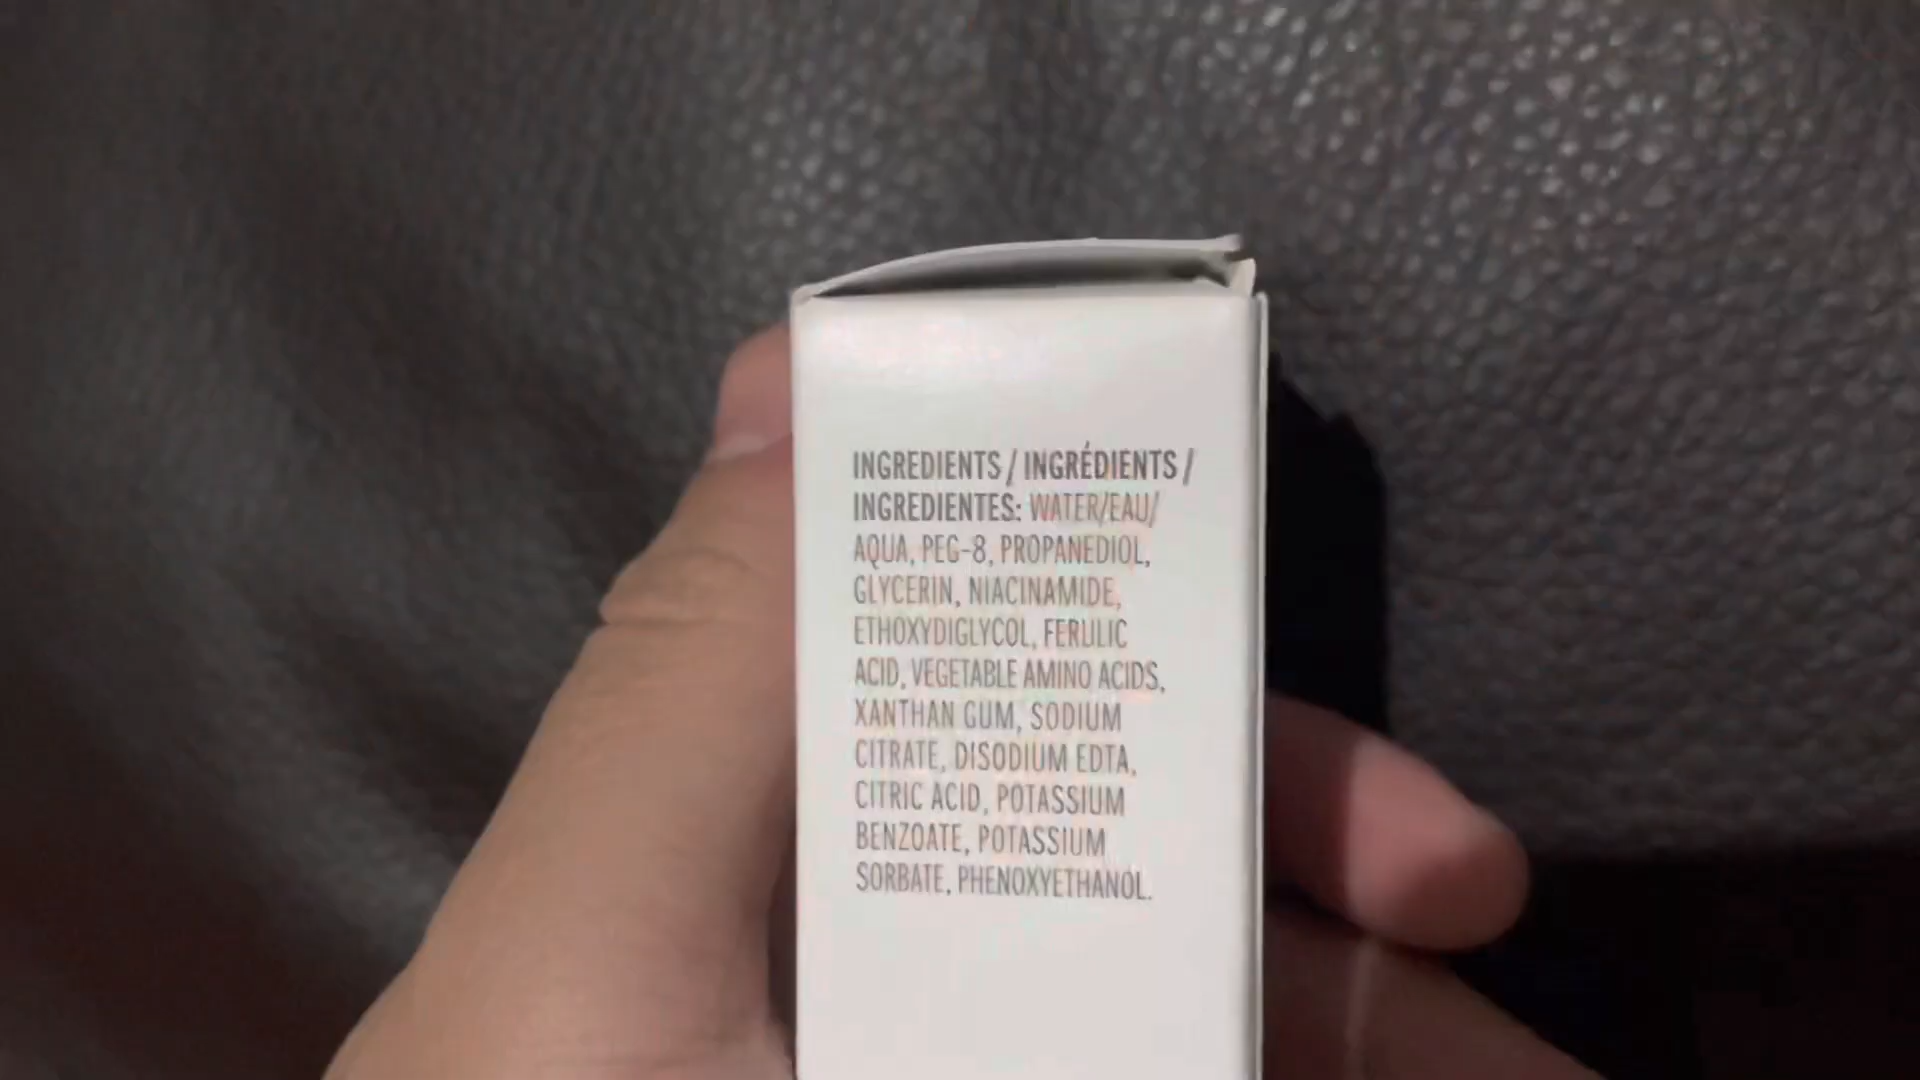 INGREDIENTS / INGRÉDIENTS /
INGREDIENTES: WATER/EAU/
AQUA, PEG-8, PROPANEDIOL,
GLYCERIN, NIACINAMIDE,
ETHOXYDIGLYCOL, FERULIC
ACID, VEGETABLE AMINO ACIDS,
XANTHAN GUM, SODIUM
CITRATE, DISODIUM EDTA,
CITRIC ACID, POTASSIUM
BENZOATE, POTASSIUM
SORBATE, PHENOXYETHANOL.